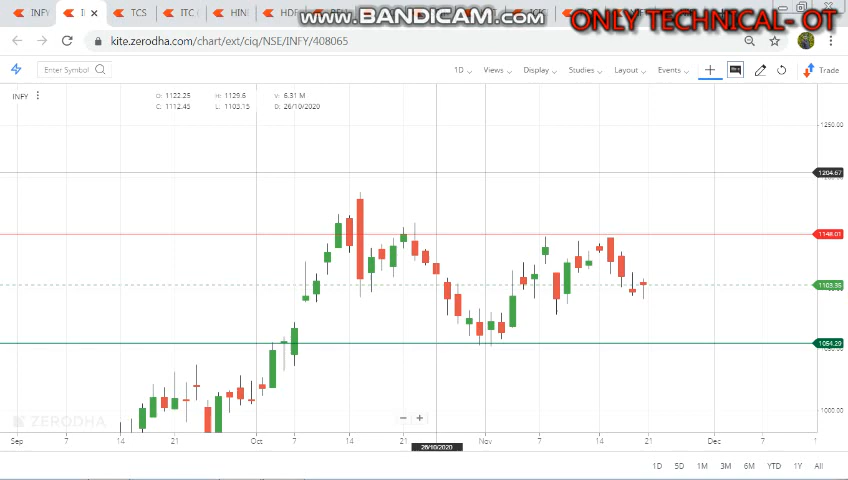 INFY
TCS
ITC
HIN
HD
www.BANDICAM.com
ONLY TECHNICAL- OT
kite.zerodha.com/chart/ext/ciq/NSE/INFY/408065
Enter Symbol
1D
Views
Display
Studies
Layout
Events
Trade
INFY
O: 1122.25
H: 1129.6
V: 6.31 M
C: 1112.45
L: 1103.15
D: 26/10/2020
1250.00
1204.67
1148.01
1103.35
1054.29
1000.00
ZERODHA
Sep
7
14
21
Oct
7
14
21
26/10/2020
Nov
7
14
21
Dec
7
1
1D
5D
1M
3M
6M
YTD
1Y
All